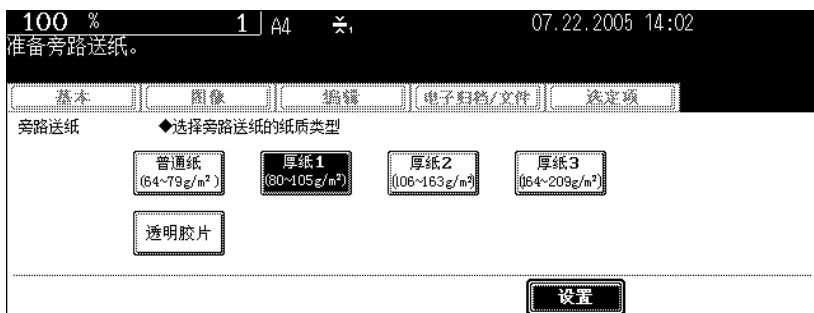 100 % 1 A4 1 07.22.2005 14:02
准备旁路送纸。
基本 图像 编辑 电子归档/文件 选定项
旁路送纸 ◆选择旁路送纸的纸质类型
普通纸 厚纸1 厚纸2 厚纸3
(64~79g/m²) (80~105g/m²) (106~163g/m²) (164~209g/m²)
透明胶片
设置